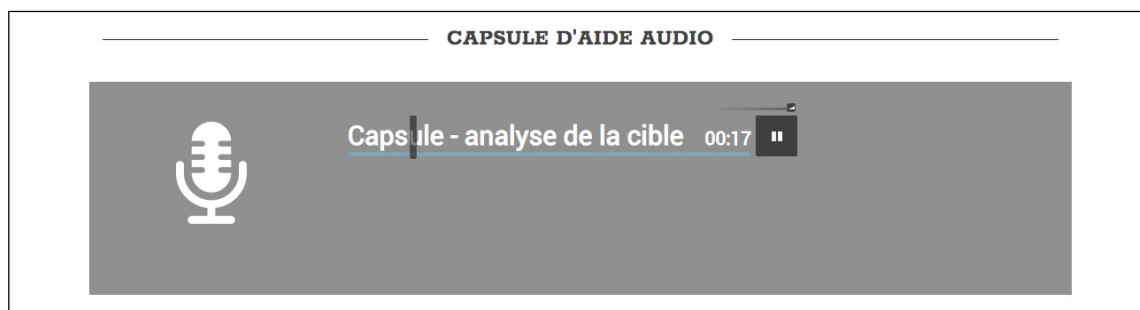 CAPSULE D'AIDE AUDIO
Capsule - analyse de la cible 00:17